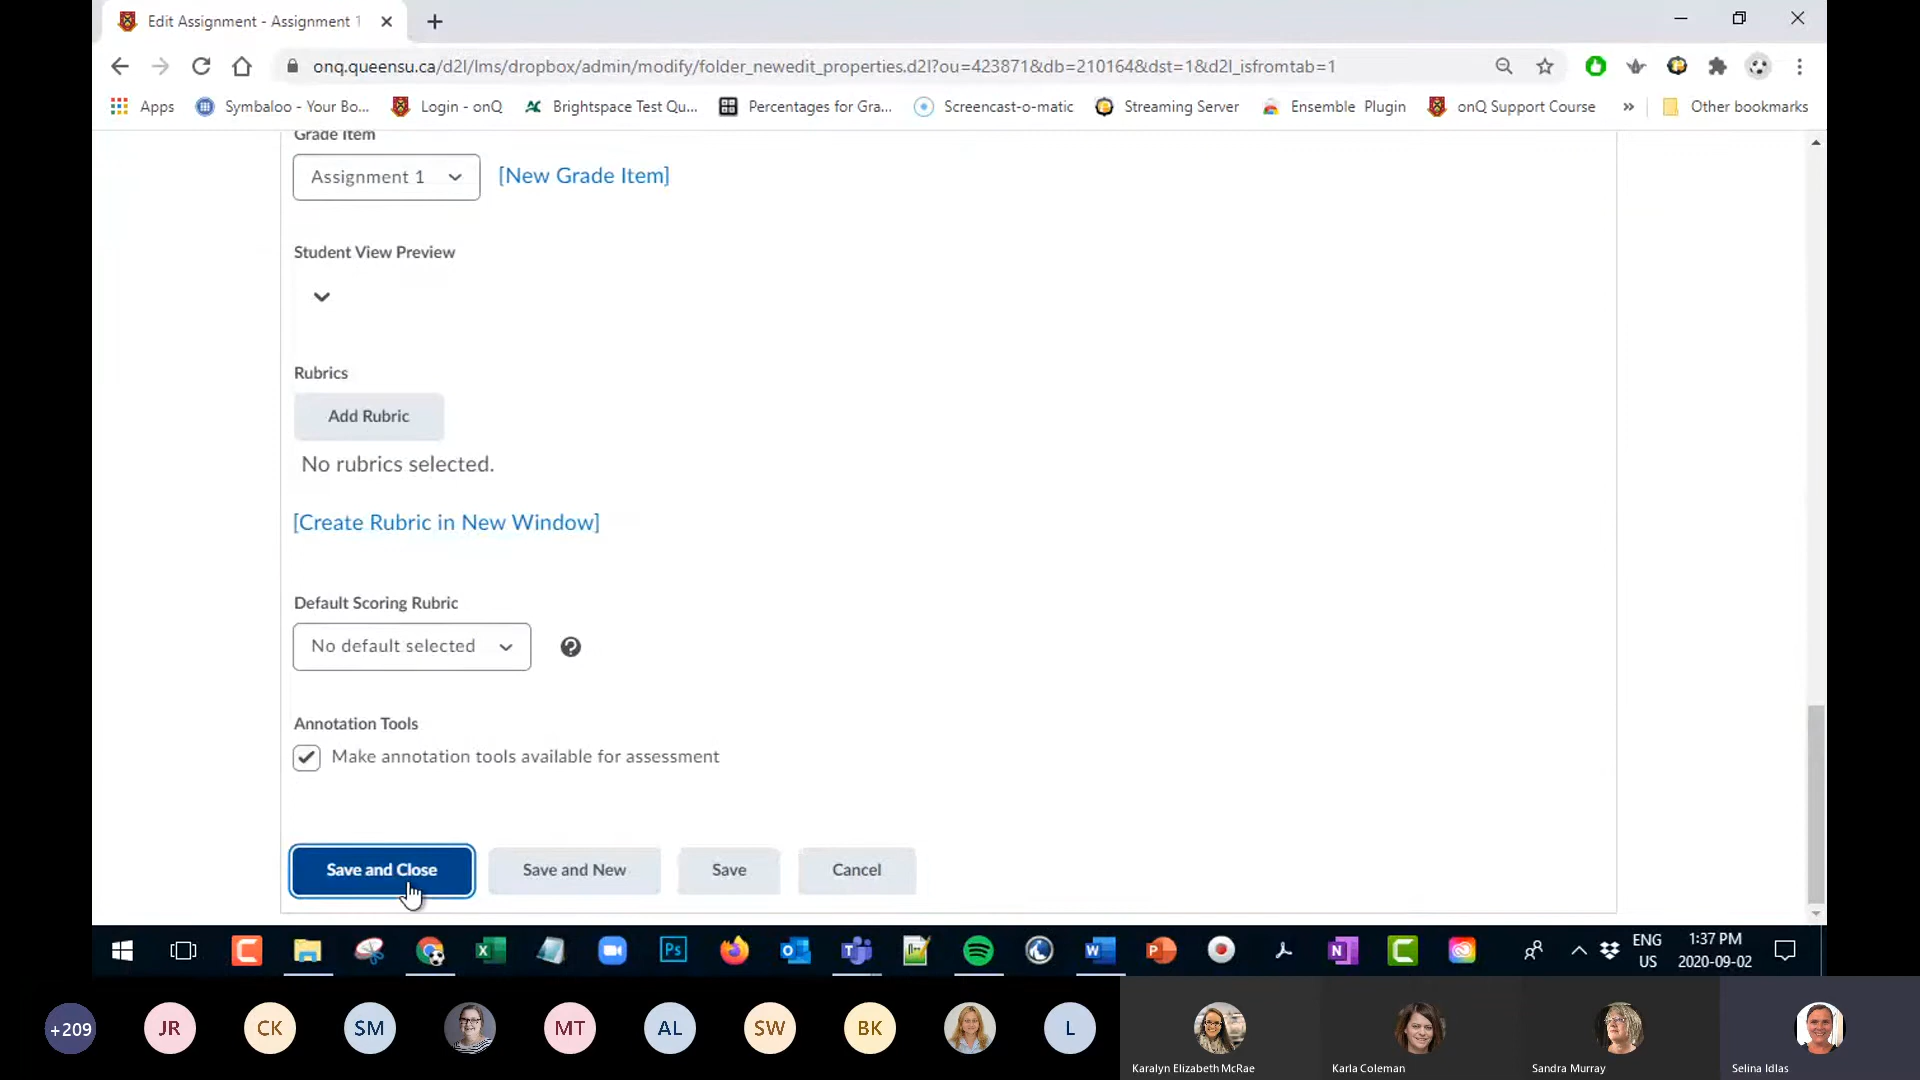 Edit Assignment - Assignment 1
onq.queensu.ca/d2l/lms/dropbox/admin/modify/folder_newedit_properties.d2l?ou=423871&db=210164&dst=1&d2l_isfromtab=1
Apps Symbaloo - Your Bo... Login - onQ Brightspace Test Qu... Percentages for Gra... Screencast-o-matic Streaming Server Ensemble Plugin onQ Support Course » Other bookmarks
Grade Item
Assignment 1 [New Grade Item]
Student View Preview
Rubrics
Add Rubric
No rubrics selected.
[Create Rubric in New Window]
Default Scoring Rubric
No default selected
Annotation Tools
Make annotation tools available for assessment
Save and Close Save and New Save Cancel
ENG 1:37 PM
US 2020-09-02
+209 JR CK SM MT AL SW BK L
Karalyn Elizabeth McRae Karla Coleman Sandra Murray Selina Idlas